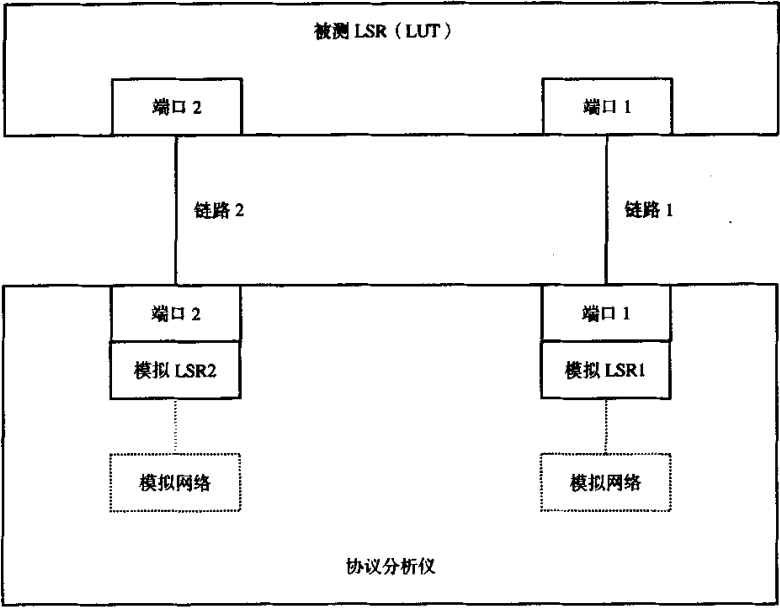 被测 LSR（LUT）
端口 2 端口 1
链路 2 链路 1
端口 2 端口 1
模拟 LSR2 模拟 LSR1
模拟网络 模拟网络
协议分析仪